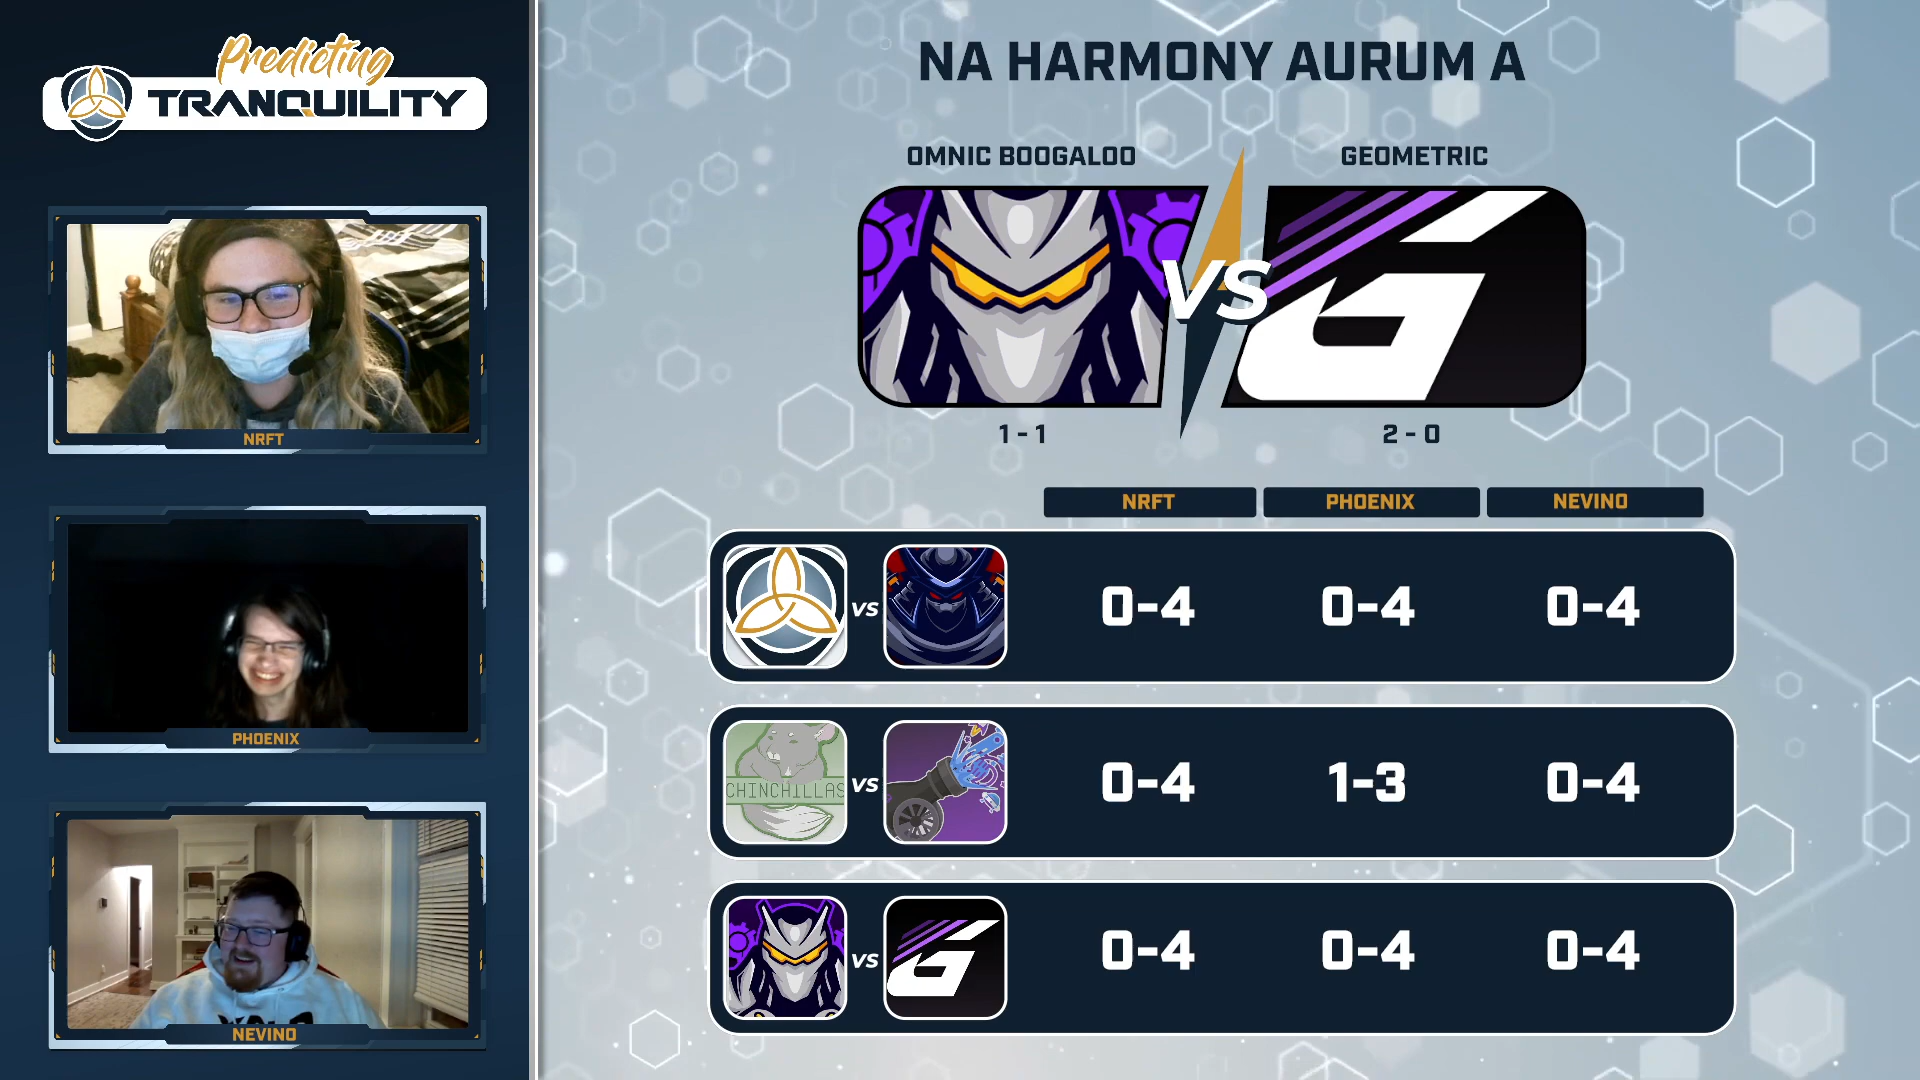 Predicting
TRANQUILITY
NRFT
PHOENIX
NEVINO
NA HARMONY AURUM A
OMNIC BOOGALOO
GEOMETRIC
VS
G
1 - 1
2 - 0
NRFT
PHOENIX
NEVINO
VS
0-4
0-4
0-4
CHINCHILLAS
VS
0-4
1-3
0-4
VS
G
0-4
0-4
0-4